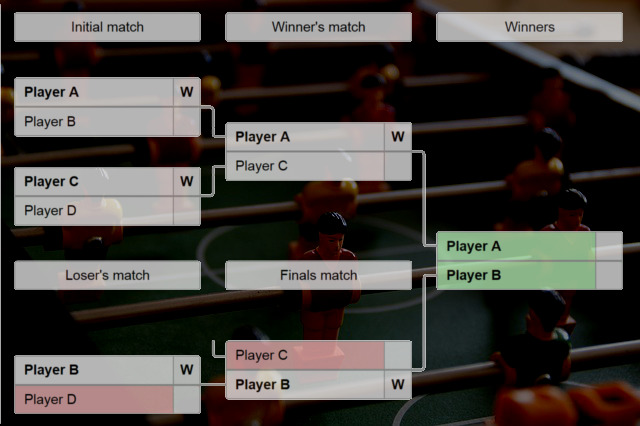 Initial match
Winner's match
Winners
Player A W
Player B
Player A W
Player C
Player C W
Player D
Player A
Player B
Loser's match
Finals match
Player C
Player B W
Player B W
Player D